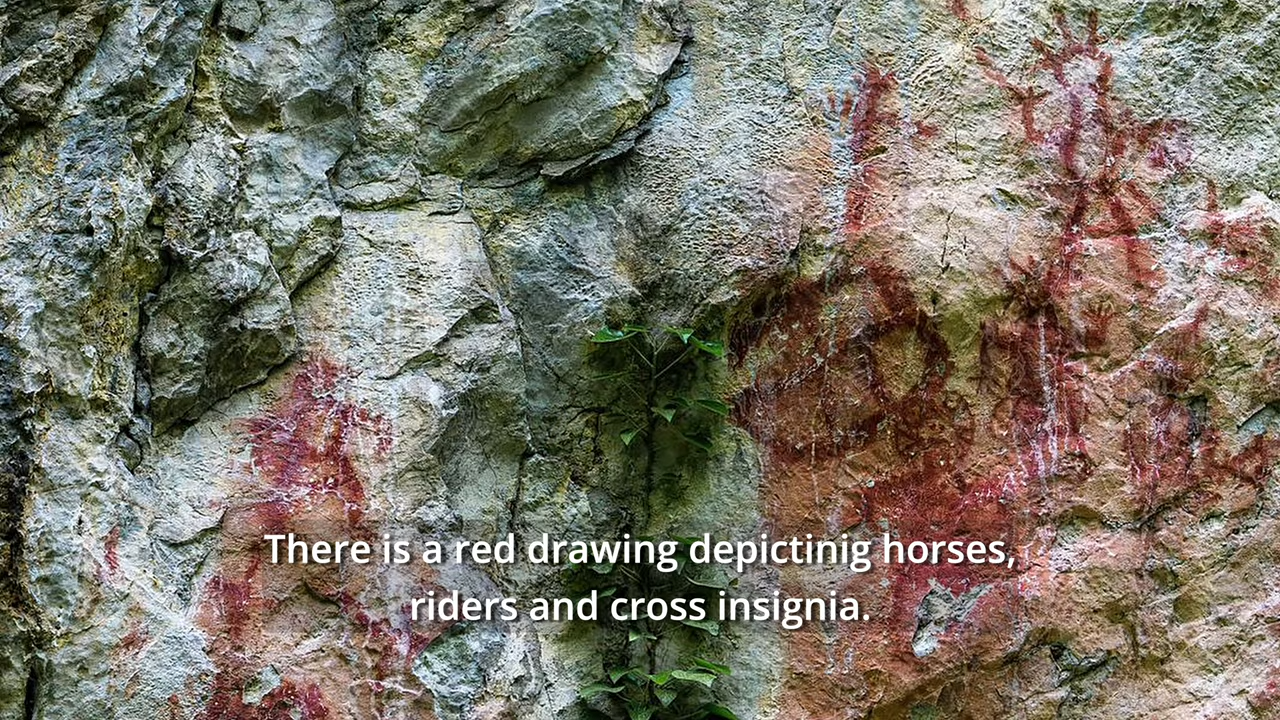 There is a red drawing depictinig horses,
riders and cross insignia.